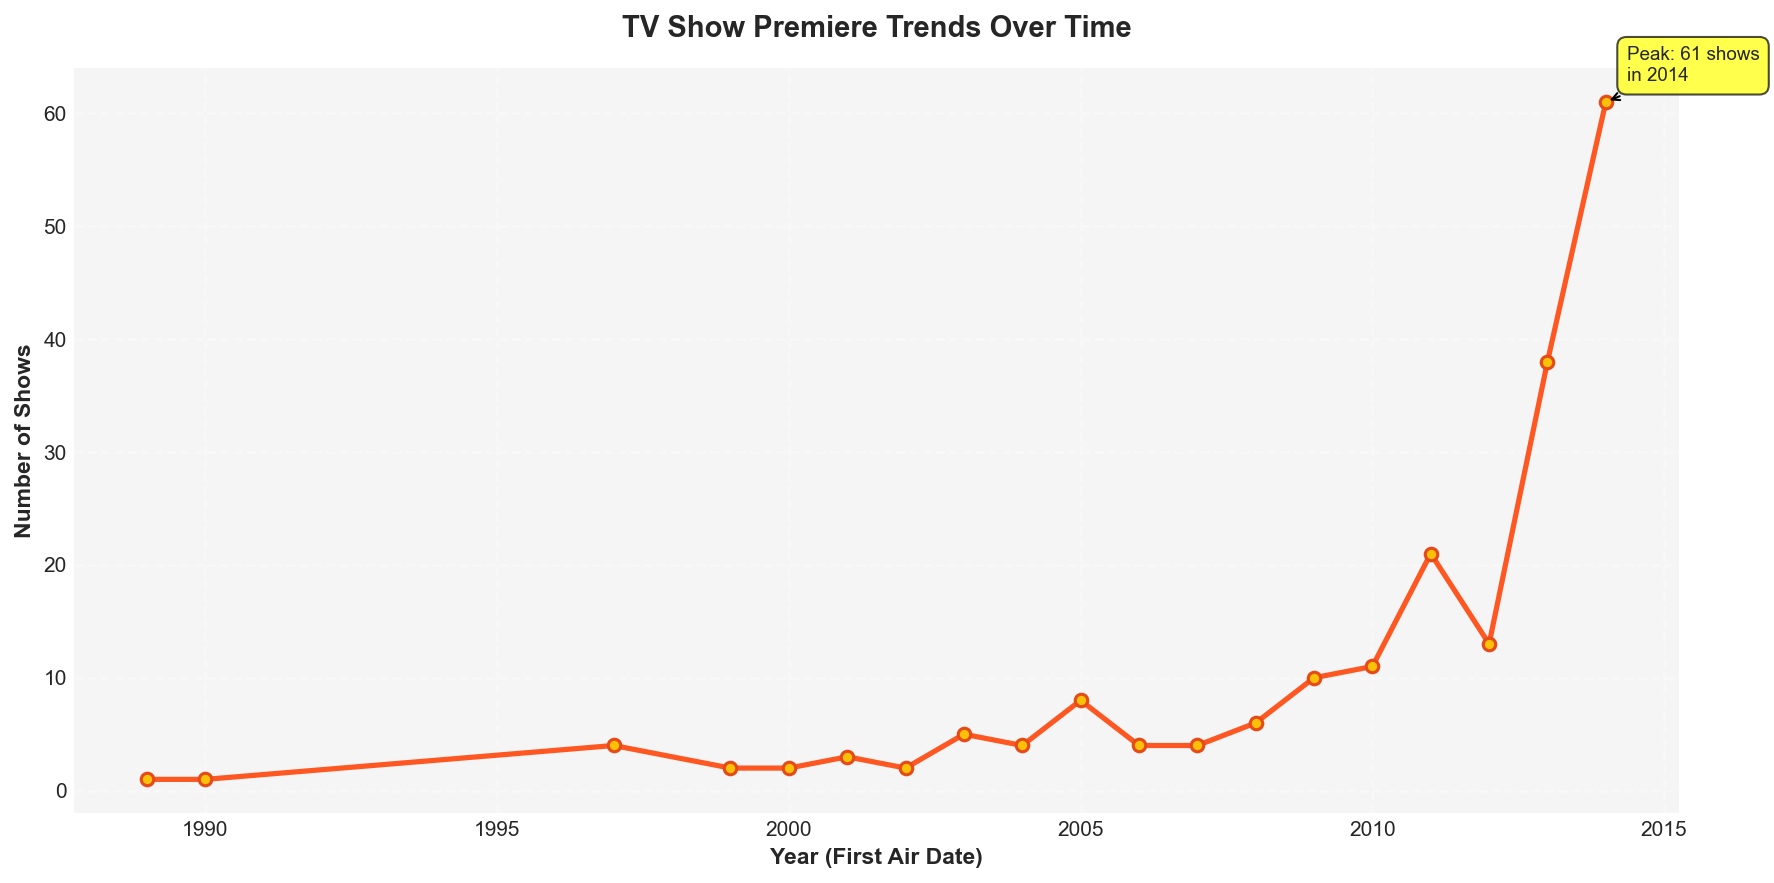 TV Show Premiere Trends Over Time
Peak: 61 shows
in 2014
60
50
40
30
20
10
0
Number of Shows
1990
1995
2000
2005
2010
2015
Year (First Air Date)